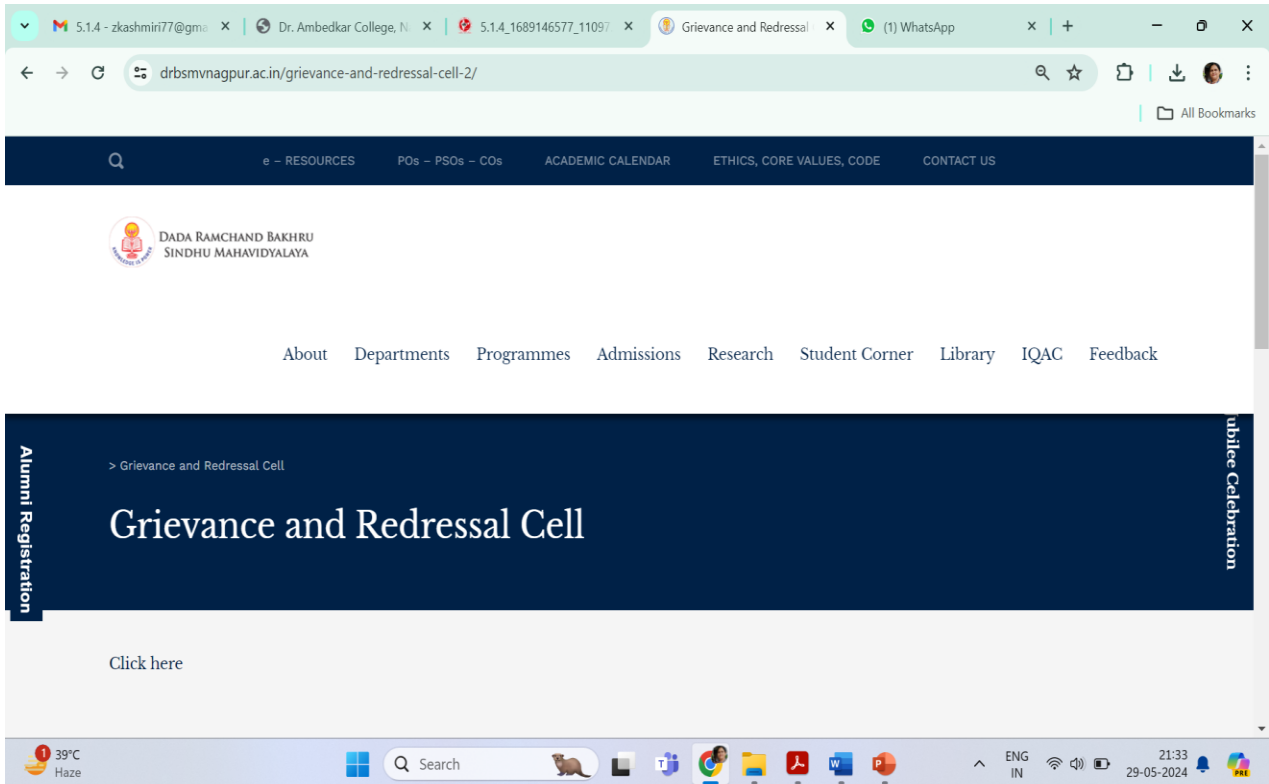 5.1.4 - zkashmiri77@gma
Dr. Ambedkar College, N
5.1.4_1689146577_11097
Grievance and Redressal
(1) WhatsApp
drbsmvnagpur.ac.in/grievance-and-redressal-cell-2/
All Bookmarks
e – RESOURCES POs – PSOs – COs ACADEMIC CALENDAR ETHICS, CORE VALUES, CODE CONTACT US
DADA RAMCHAND BAKHRU
SINDHU MAHAVIDYALAYA
About Departments Programmes Admissions Research Student Corner Library IQAC Feedback
Alumni Registration
> Grievance and Redressal Cell
Grievance and Redressal Cell
ubilee Celebration
Click here
1
39°C
Haze
Search
ENG
IN
21:33
29-05-2024
PRE